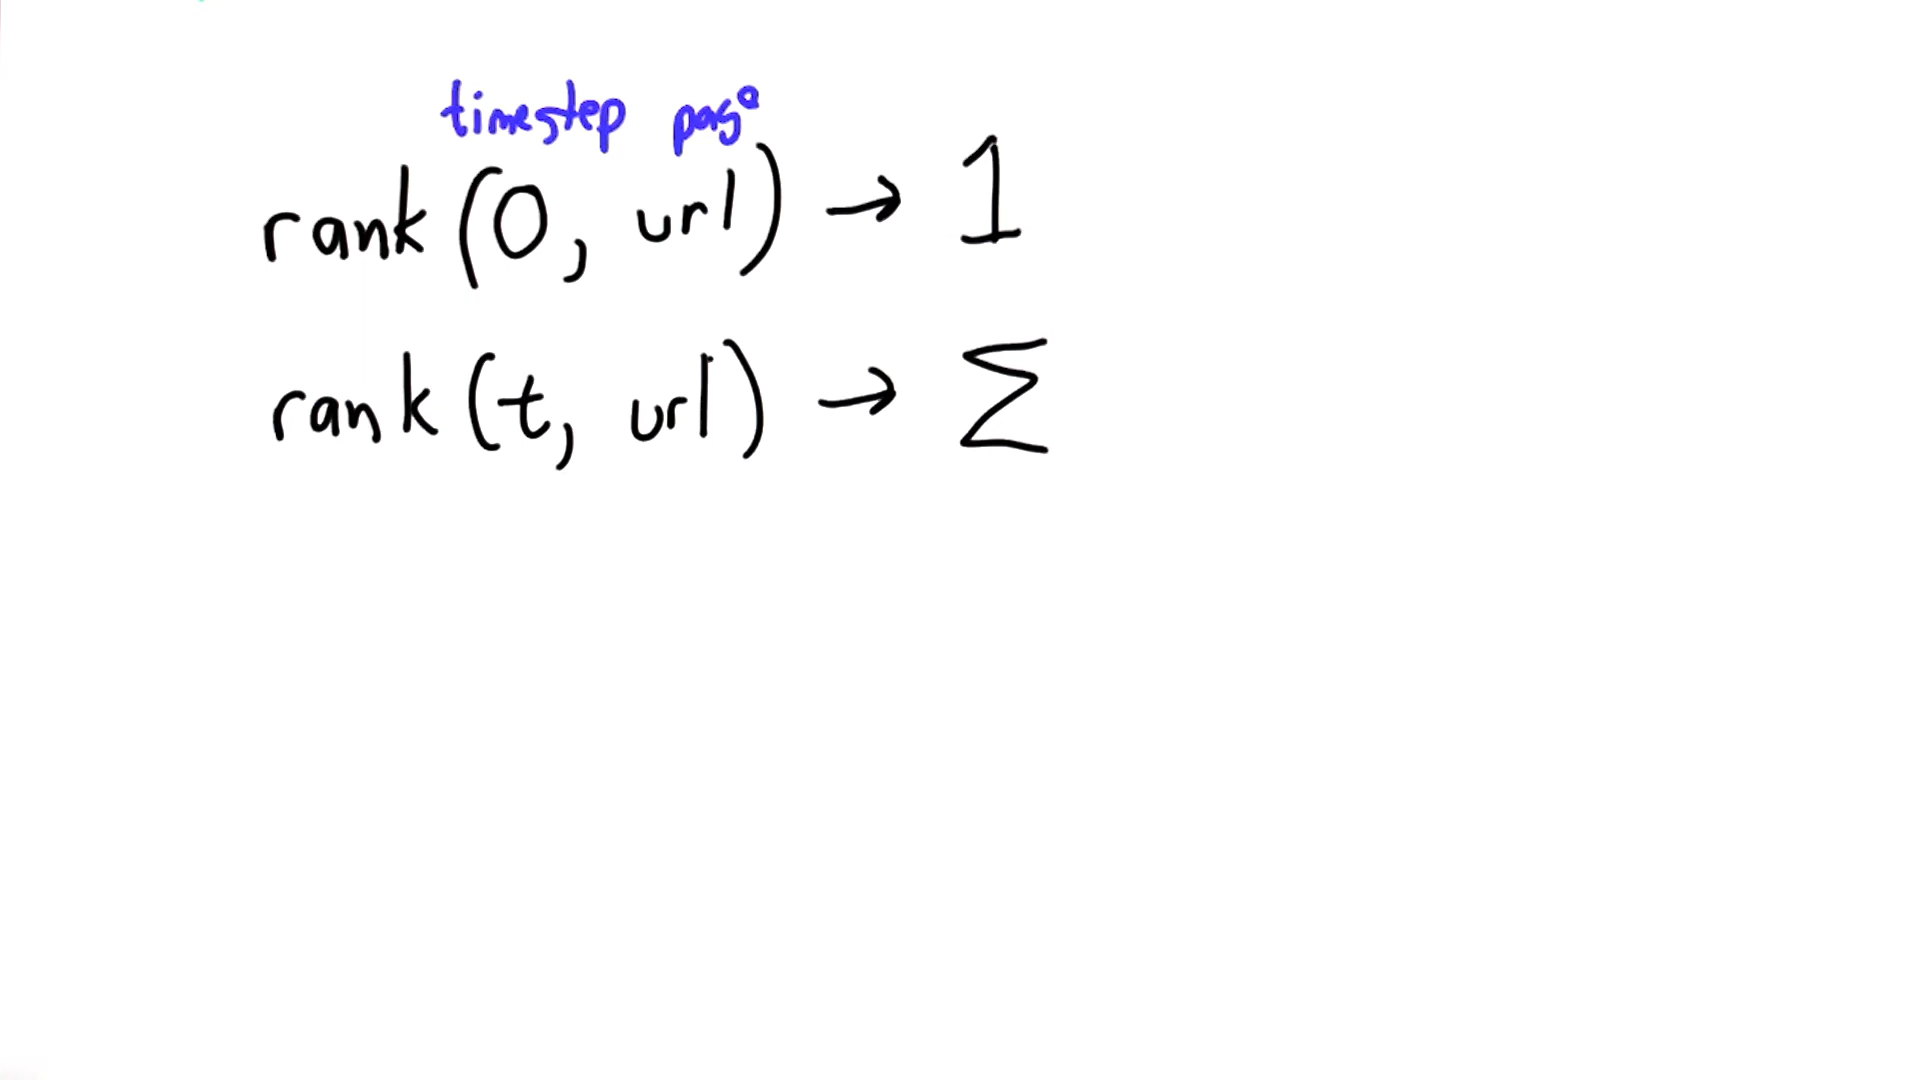 timestep page
rank (0, url) → 1
rank (t, url) → Σ